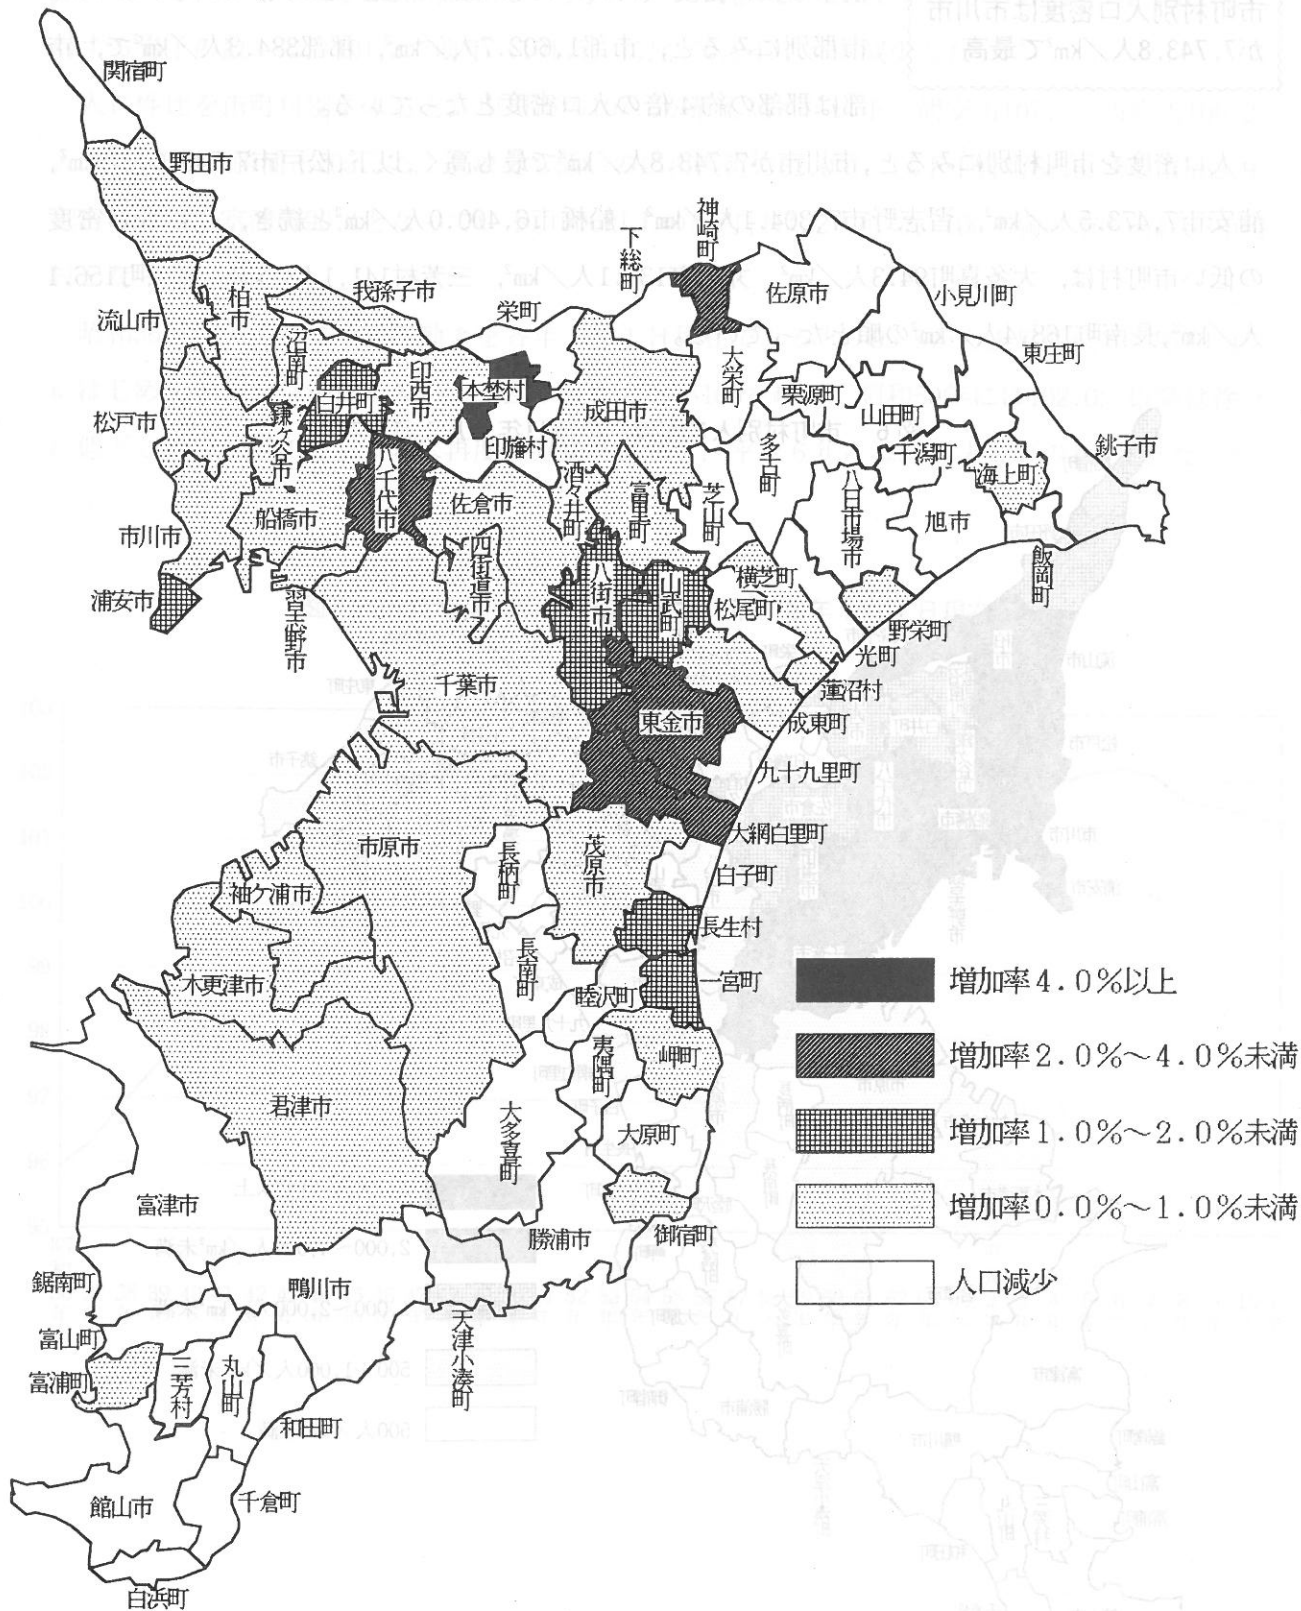 関宿町
野田市
流山市
柏市
我孫子市
沼南町
松戸市
鎌ケ谷市
白井町
印西市
栄町
本埜村
印旛村
下総町
神崎町
佐原市
小見川町
東庄町
大栄町
栗源町
山田町
成田市
多古町
干潟町
海上町
銚子市
市川市
船橋市
八千代市
佐倉市
酒々井町
富里町
芝山町
八日市場市
旭市
飯岡町
浦安市
習志野市
四街道市
八街市
山武町
横芝町
松尾町
野栄町
光町
蓮沼村
成東町
千葉市
東金市
九十九里町
大網白里町
市原市
長柄町
茂原市
白子町
袖ケ浦市
長生村
長南町
木更津市
睦沢町
一宮町
夷隅町
岬町
君津市
大多喜町
大原町
富津市
勝浦市
御宿町
鋸南町
鴨川市
富山町
天津小湊町
富浦町
三芳村
丸山町
和田町
館山市
千倉町
白浜町
増加率4.0%以上
増加率2.0%～4.0%未満
増加率1.0%～2.0%未満
増加率0.0%～1.0%未満
人口減少